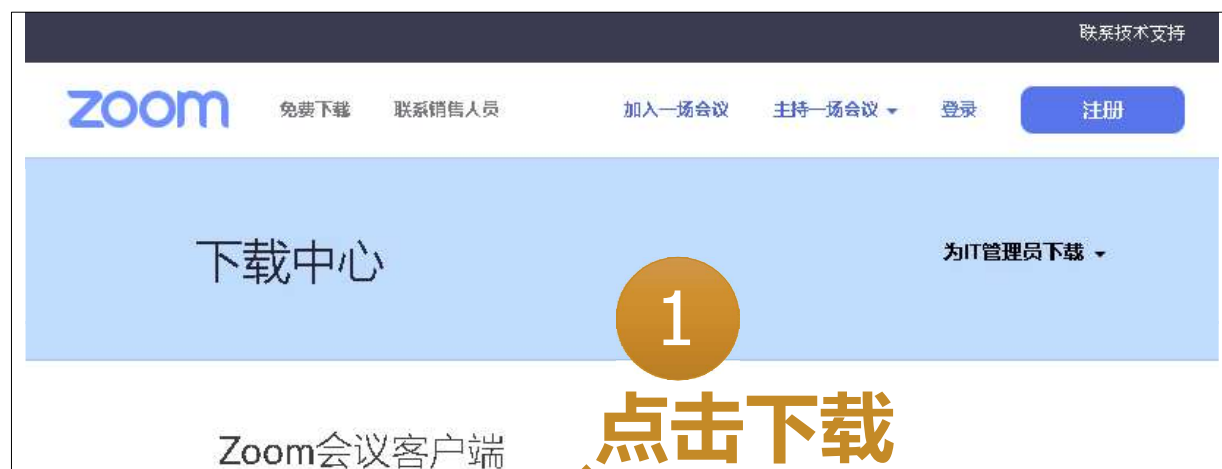 联系技术支持
zoom 免费下载 联系销售人员 加入一场会议 主持一场会议 登录 注册
下载中心 为IT管理员下载
1
点击下载
Zoom会议客户端